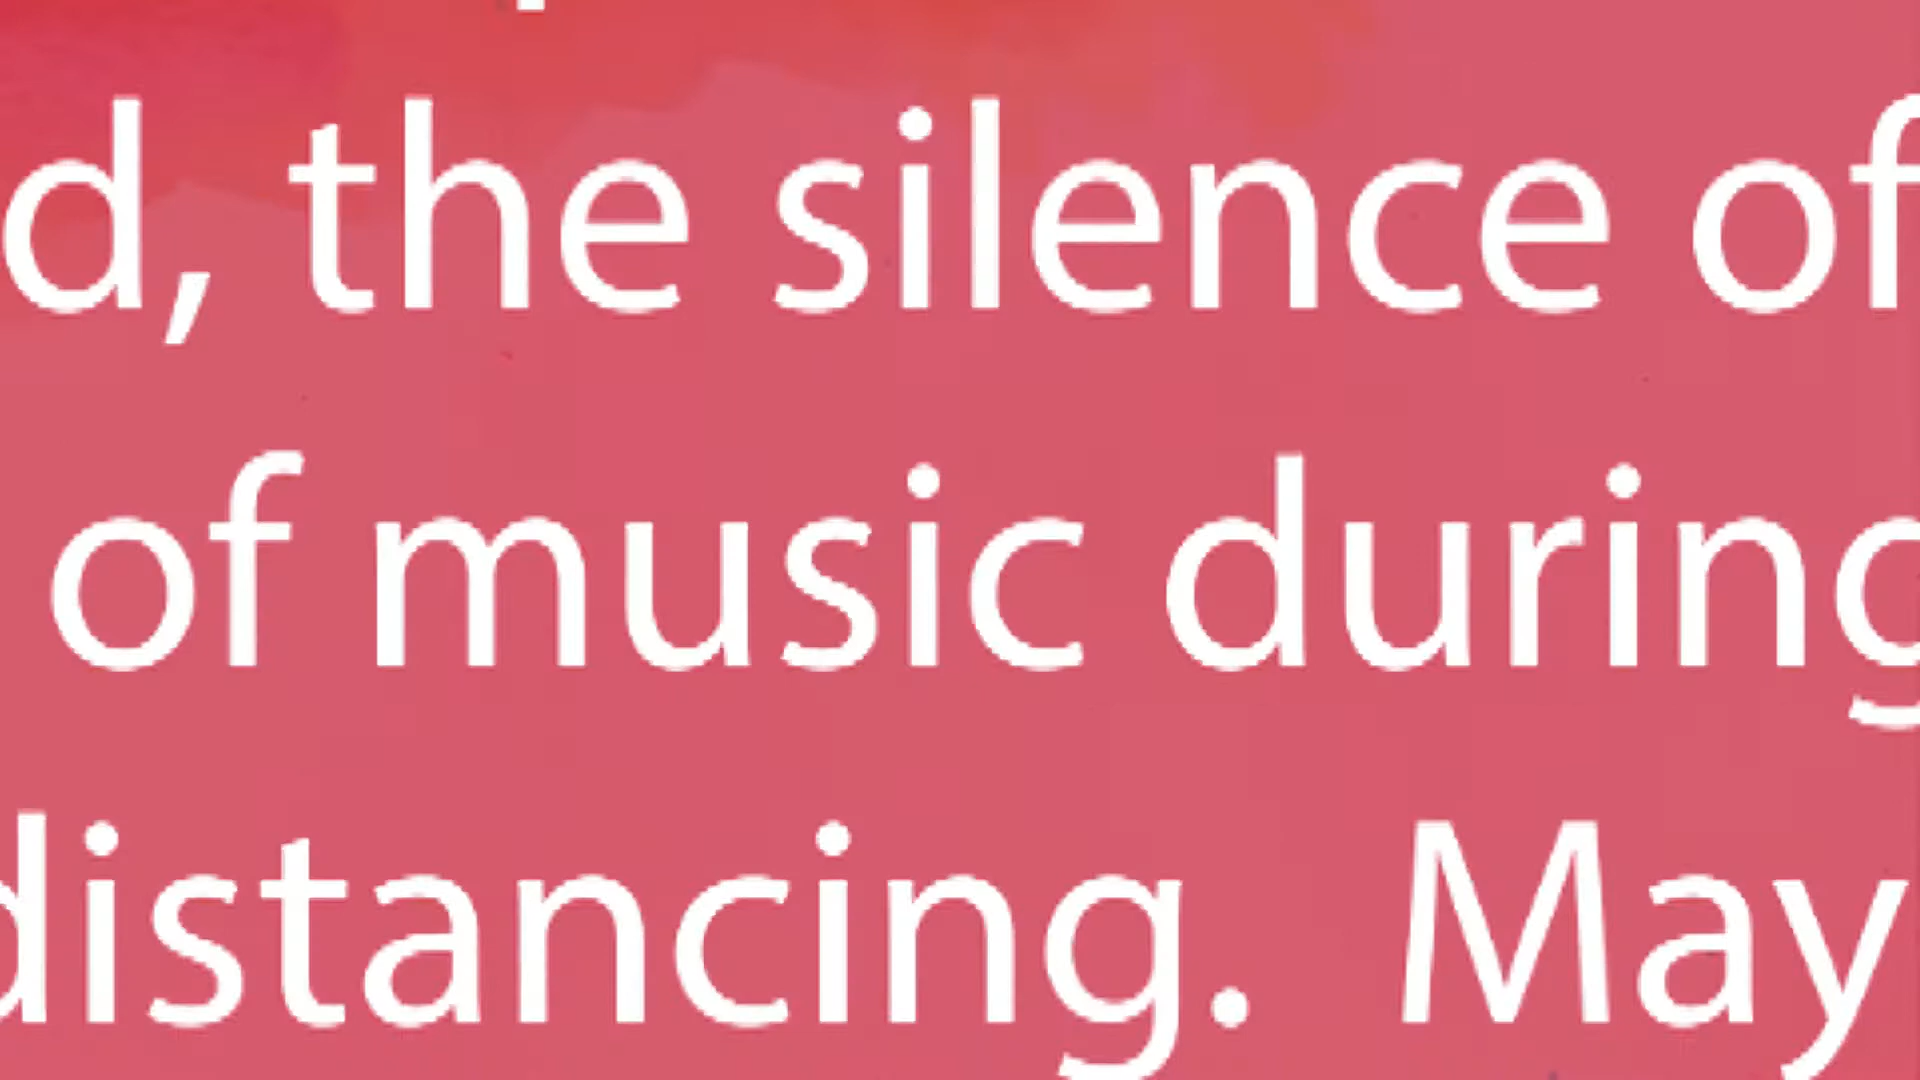 d, the silence of
of music during
distancing. May